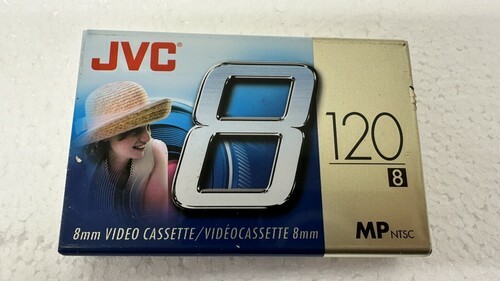 JVC®
8
120
8
8mm VIDEO CASSETTE/VIDÉOCASSETTE 8mm
MP NTSC